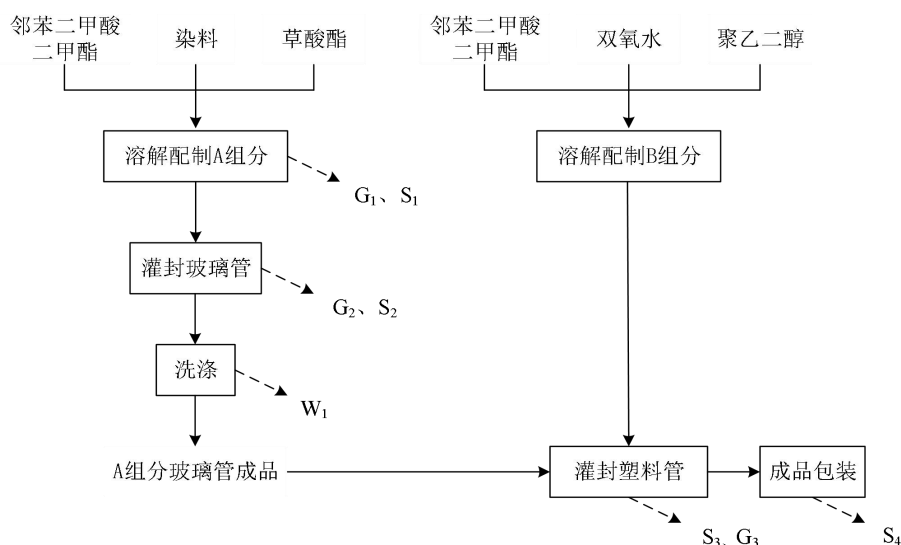 邻苯二甲酸
二甲酯
染料
草酸酯
邻苯二甲酸
二甲酯
双氧水
聚乙二醇
溶解配制A组分
溶解配制B组分
G₁、S₁
灌封玻璃管
G₂、S₂
洗涤
W₁
A组分玻璃管成品
灌封塑料管
成品包装
S₃、G₃
S₄